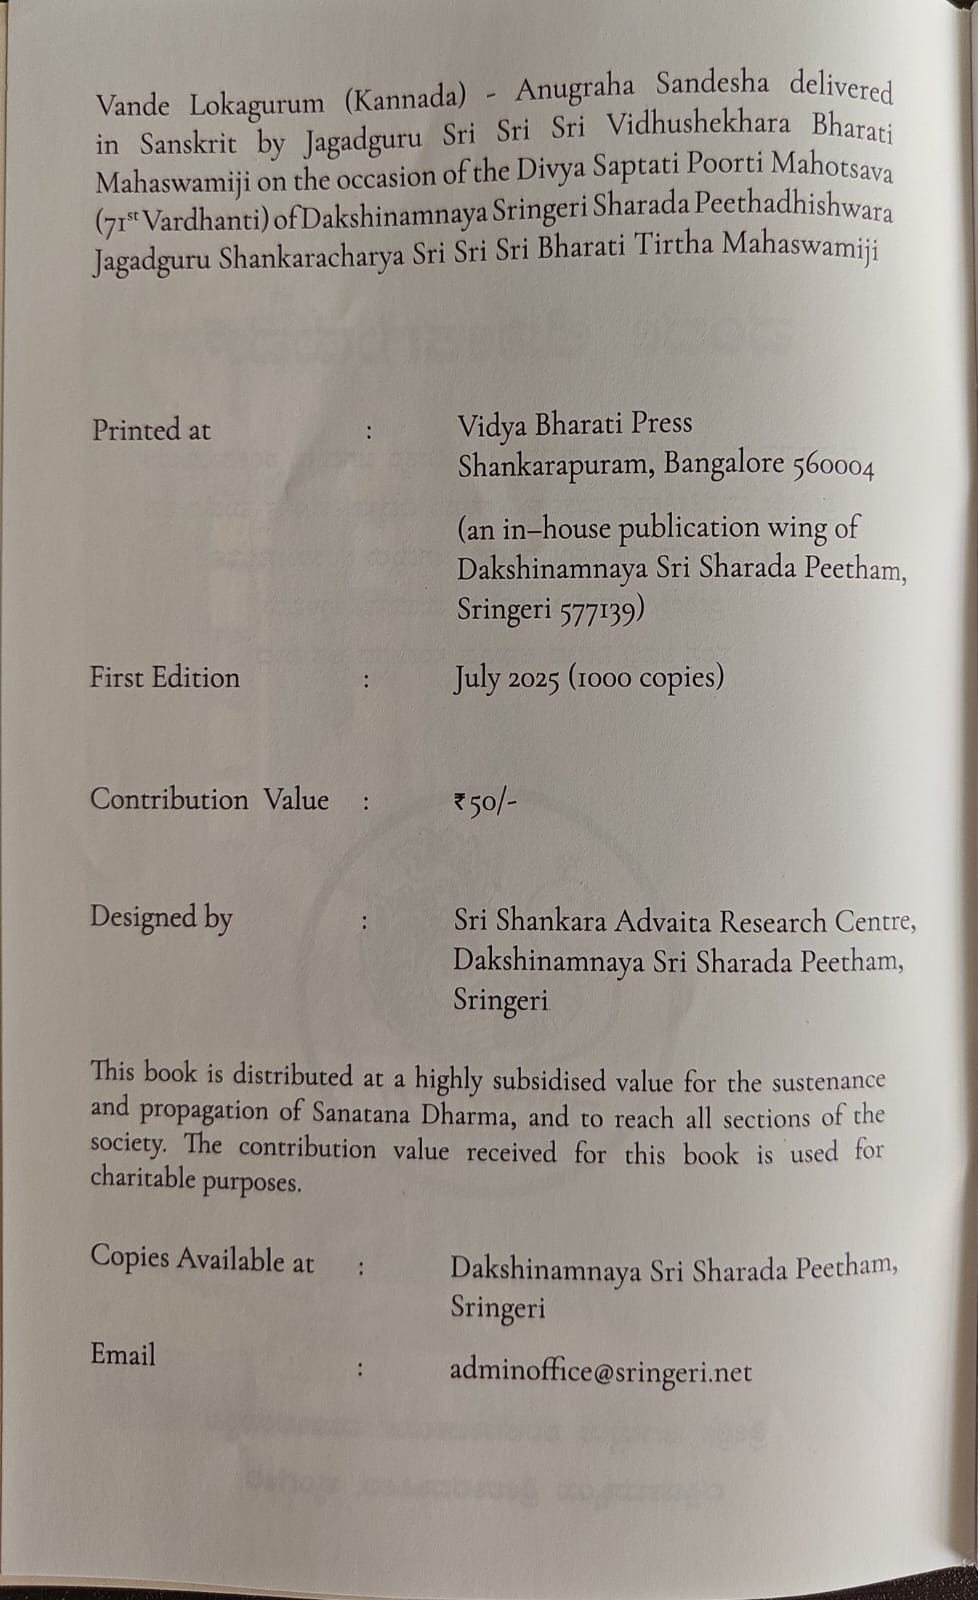 Vande Lokagurum (Kannada) - Anugraha Sandesha delivered
in Sanskrit by Jagadguru Sri Sri Sri Vidhushekhara Bharati
Mahaswamiji on the occasion of the Divya Saptati Poorti Mahotsava
(71st Vardhanti) of Dakshinamnaya Sringeri Sharada Peethadhishwara
Jagadguru Shankaracharya Sri Sri Sri Bharati Tirtha Mahaswamiji
Printed at : Vidya Bharati Press
Shankarapuram, Bangalore 560004
(an in–house publication wing of
Dakshinamnaya Sri Sharada Peetham,
Sringeri 577139)
First Edition : July 2025 (1000 copies)
Contribution Value : ₹50/-
Designed by : Sri Shankara Advaita Research Centre,
Dakshinamnaya Sri Sharada Peetham,
Sringeri
This book is distributed at a highly subsidised value for the sustenance
and propagation of Sanatana Dharma, and to reach all sections of the
society. The contribution value received for this book is used for
charitable purposes.
Copies Available at : Dakshinamnaya Sri Sharada Peetham,
Sringeri
Email : adminoffice@sringeri.net